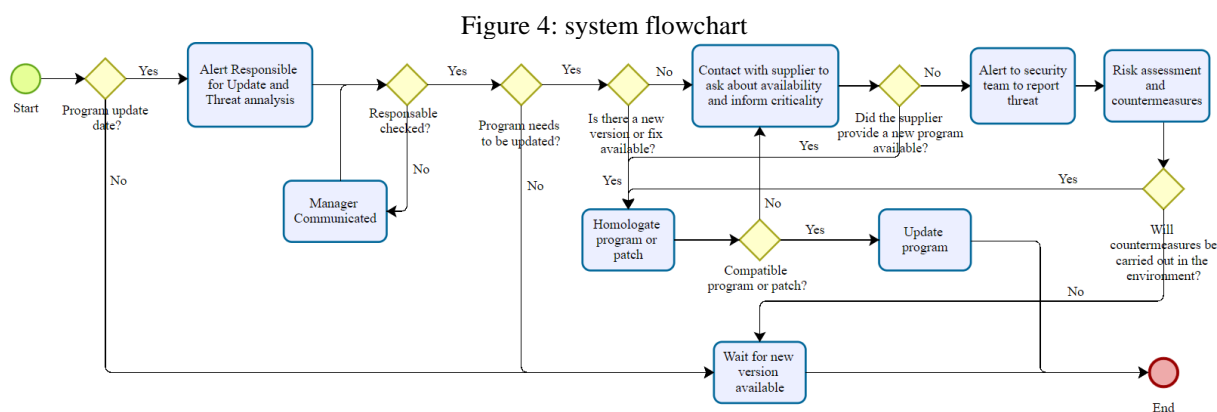 Figure 4: system flowchart
Start
Program update
date?
Yes
No
Alert Responsible
for Update and
Threat annalysis
Responsable
checked?
Yes
No
Manager
Communicated
Program needs
to be updated?
Yes
No
Is there a new
version or fix
available?
No
Yes
Contact with supplier to
ask about availability
and inform criticality
Did the supplier
provide a new program
available?
No
Yes
Alert to security
team to report
threat
Risk assessment
and
countermeasures
Yes
Will
countermeasures be
carried out in the
environment?
No
Homologate
program or
patch
No
Compatible
program or patch?
Yes
Update
program
Wait for new
version
available
End